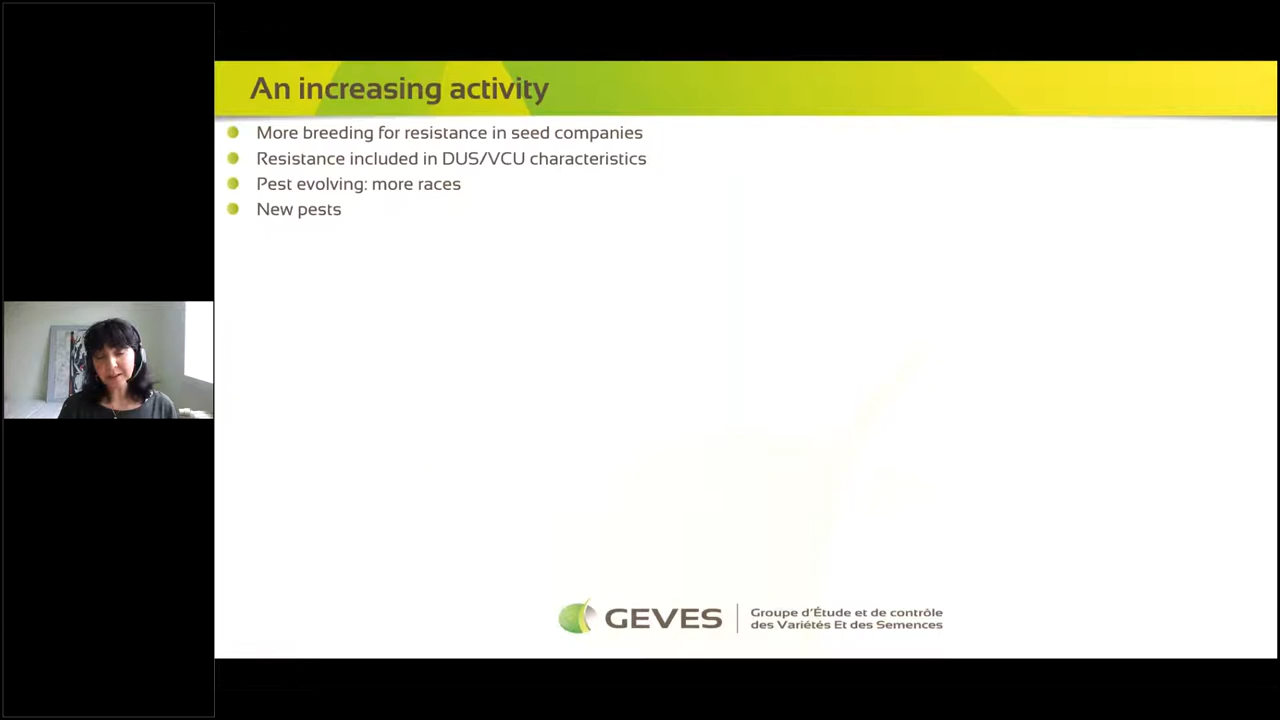 An increasing activity
More breeding for resistance in seed companies
Resistance included in DUS/VCU characteristics
Pest evolving: more races
New pests
GEVES
Groupe d'Étude et de contrôle
des Variétés Et des Semences